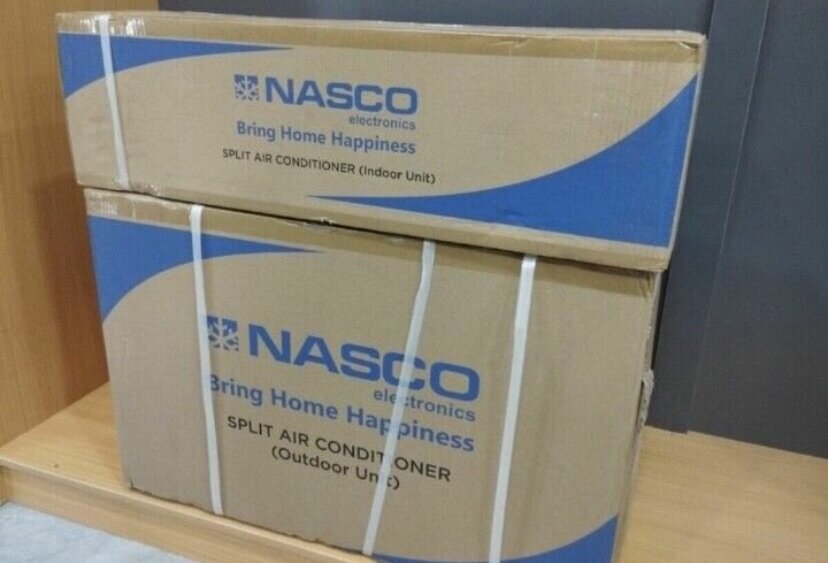 NASCO
electronics
Bring Home Happiness
SPLIT AIR CONDITIONER (Indoor Unit)
NASCO
electronics
Bring Home Happiness
SPLIT AIR CONDITIONER
(Outdoor Unit)